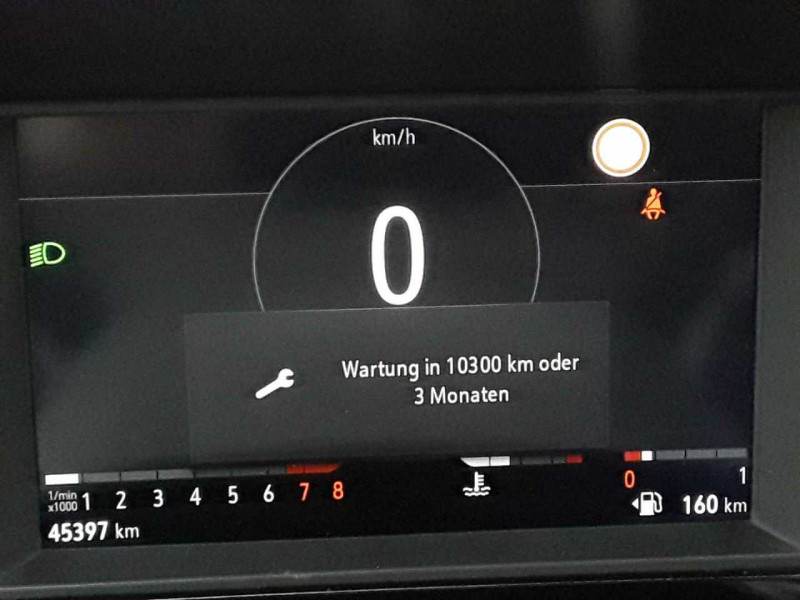 km/h
0
Wartung in 10300 km oder
3 Monaten
1/min
x1000
1 2 3 4 5 6 7 8
0 1
160 km
45397 km